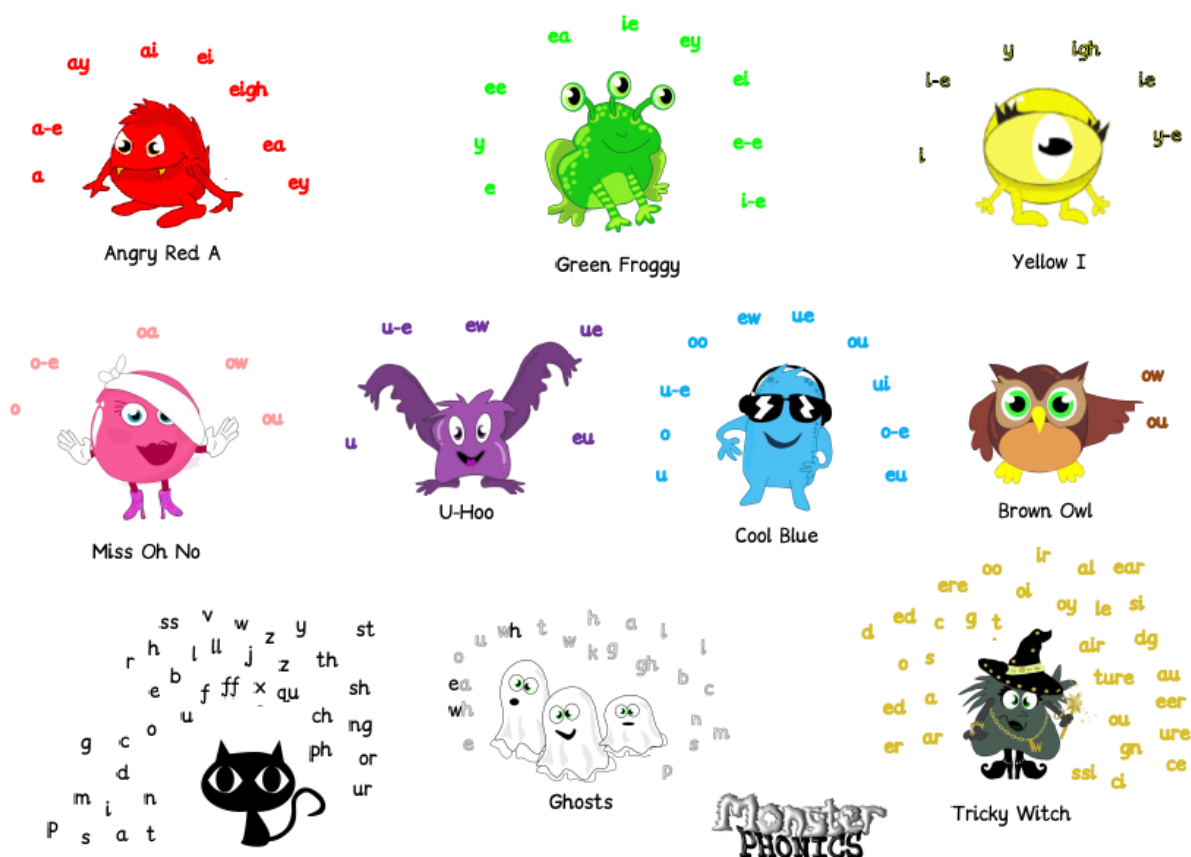 ay
ai
ei
eigh
a-e
ea
a
ey
Angry Red A
ea
ie
ey
ee
ei
y
e-e
e
i-e
Green Froggy
y
igh
i-e
ie
i
y-e
Yellow I
oa
o-e
ow
o
ou
Miss Oh No
u-e
ew
ue
u
eu
U-Hoo
ew
ue
oo
ou
u-e
ui
o
o-e
u
eu
Cool Blue
ow
ou
Brown Owl
ss
v
w
y
st
z
h
l
ll
j
r
z
th
b
e
f
ff
x
qu
sh
u
ch
ng
o
g
c
ph
or
d
ur
m
i
n
p
s
a
t
u
wh
t
h
a
i
l
w
o
k
g
gh
ea
b
c
wh
n
m
e
s
p
Ghosts
ir
oo
al
ear
ere
oi
oy
le
si
ed
c
g
t
d
air
dg
o
s
ture
au
ed
a
eer
ou
er
ar
ure
gn
ssi
ci
ce
W
Tricky Witch
Monster
PHONICS